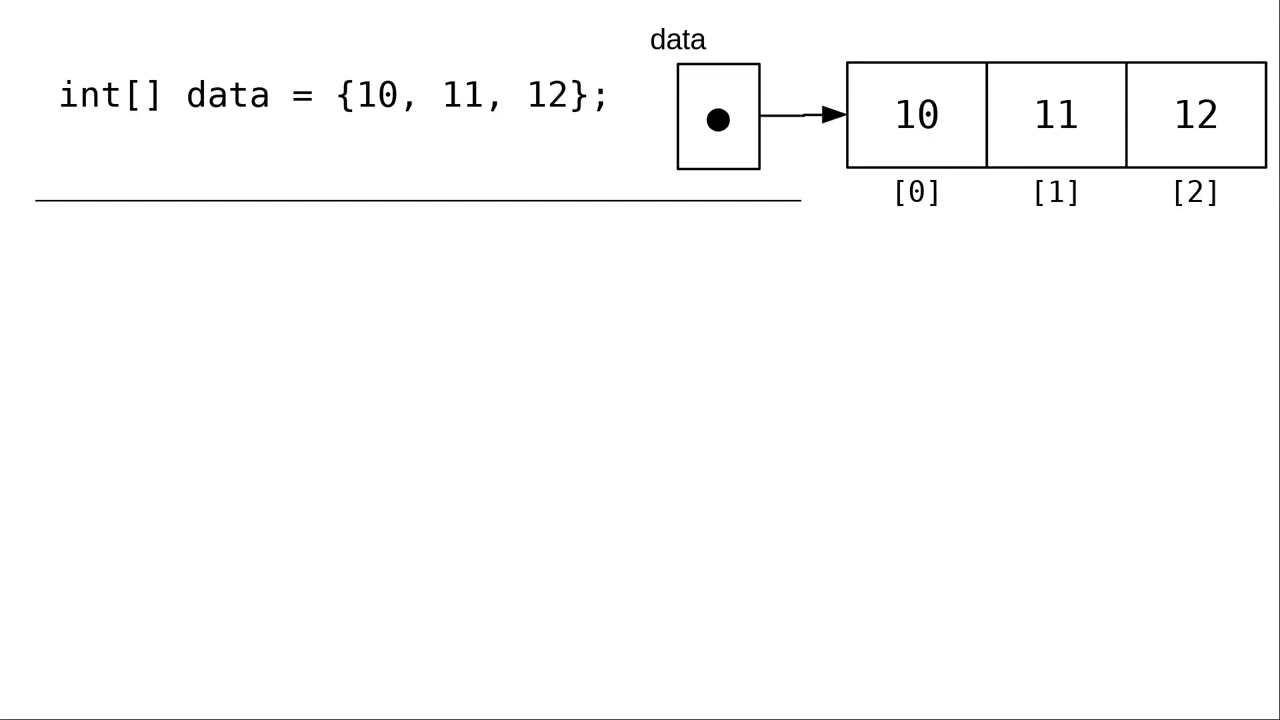 data
int[] data = {10, 11, 12};
10 11 12
[0] [1] [2]